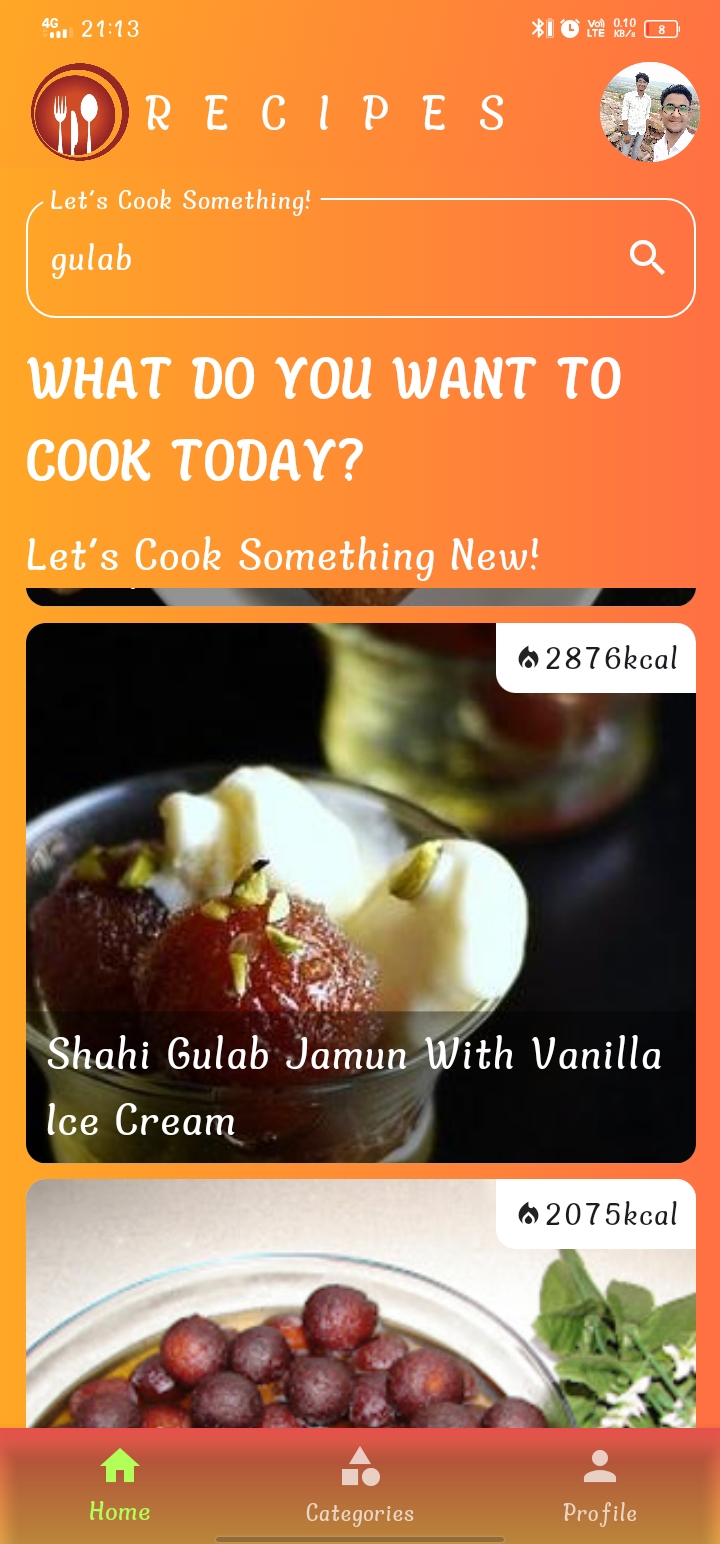 4G 21:13 Vo) LTE 0.10 KB/s 8
RECIPES
Let's Cook Something!
gulab
WHAT DO YOU WANT TO
COOK TODAY?
Let's Cook Something New!
2876kcal
Shahi Gulab Jamun With Vanilla
Ice Cream
2075kcal
Home Categories Profile